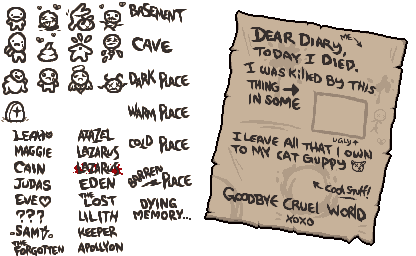 BASEMENT
CAVE
DARK PLACE
WARM PLACE
COLD PLACE
BARREN PLACE
DYING
MEMORY...
LEAH
MAGGIE
CAIN
JUDAS
EVE♡
???
SAMS
THE
FORGOTTEN
AZAZEL
LAZARUS
LAZARUS
EDEN
THE
LOST
LILITH
KEEPER
APOLLYON
DEAR DIARY,
ME
TODAY I DIED.
I WAS KILLED BY THIS
THING →
IN SOME
UGLY↑
I LEAVE ALL THAT I OWN
TO MY CAT GUPPY
↖ COOL STUFF!
GOODBYE CRUEL WORLD
XOXO